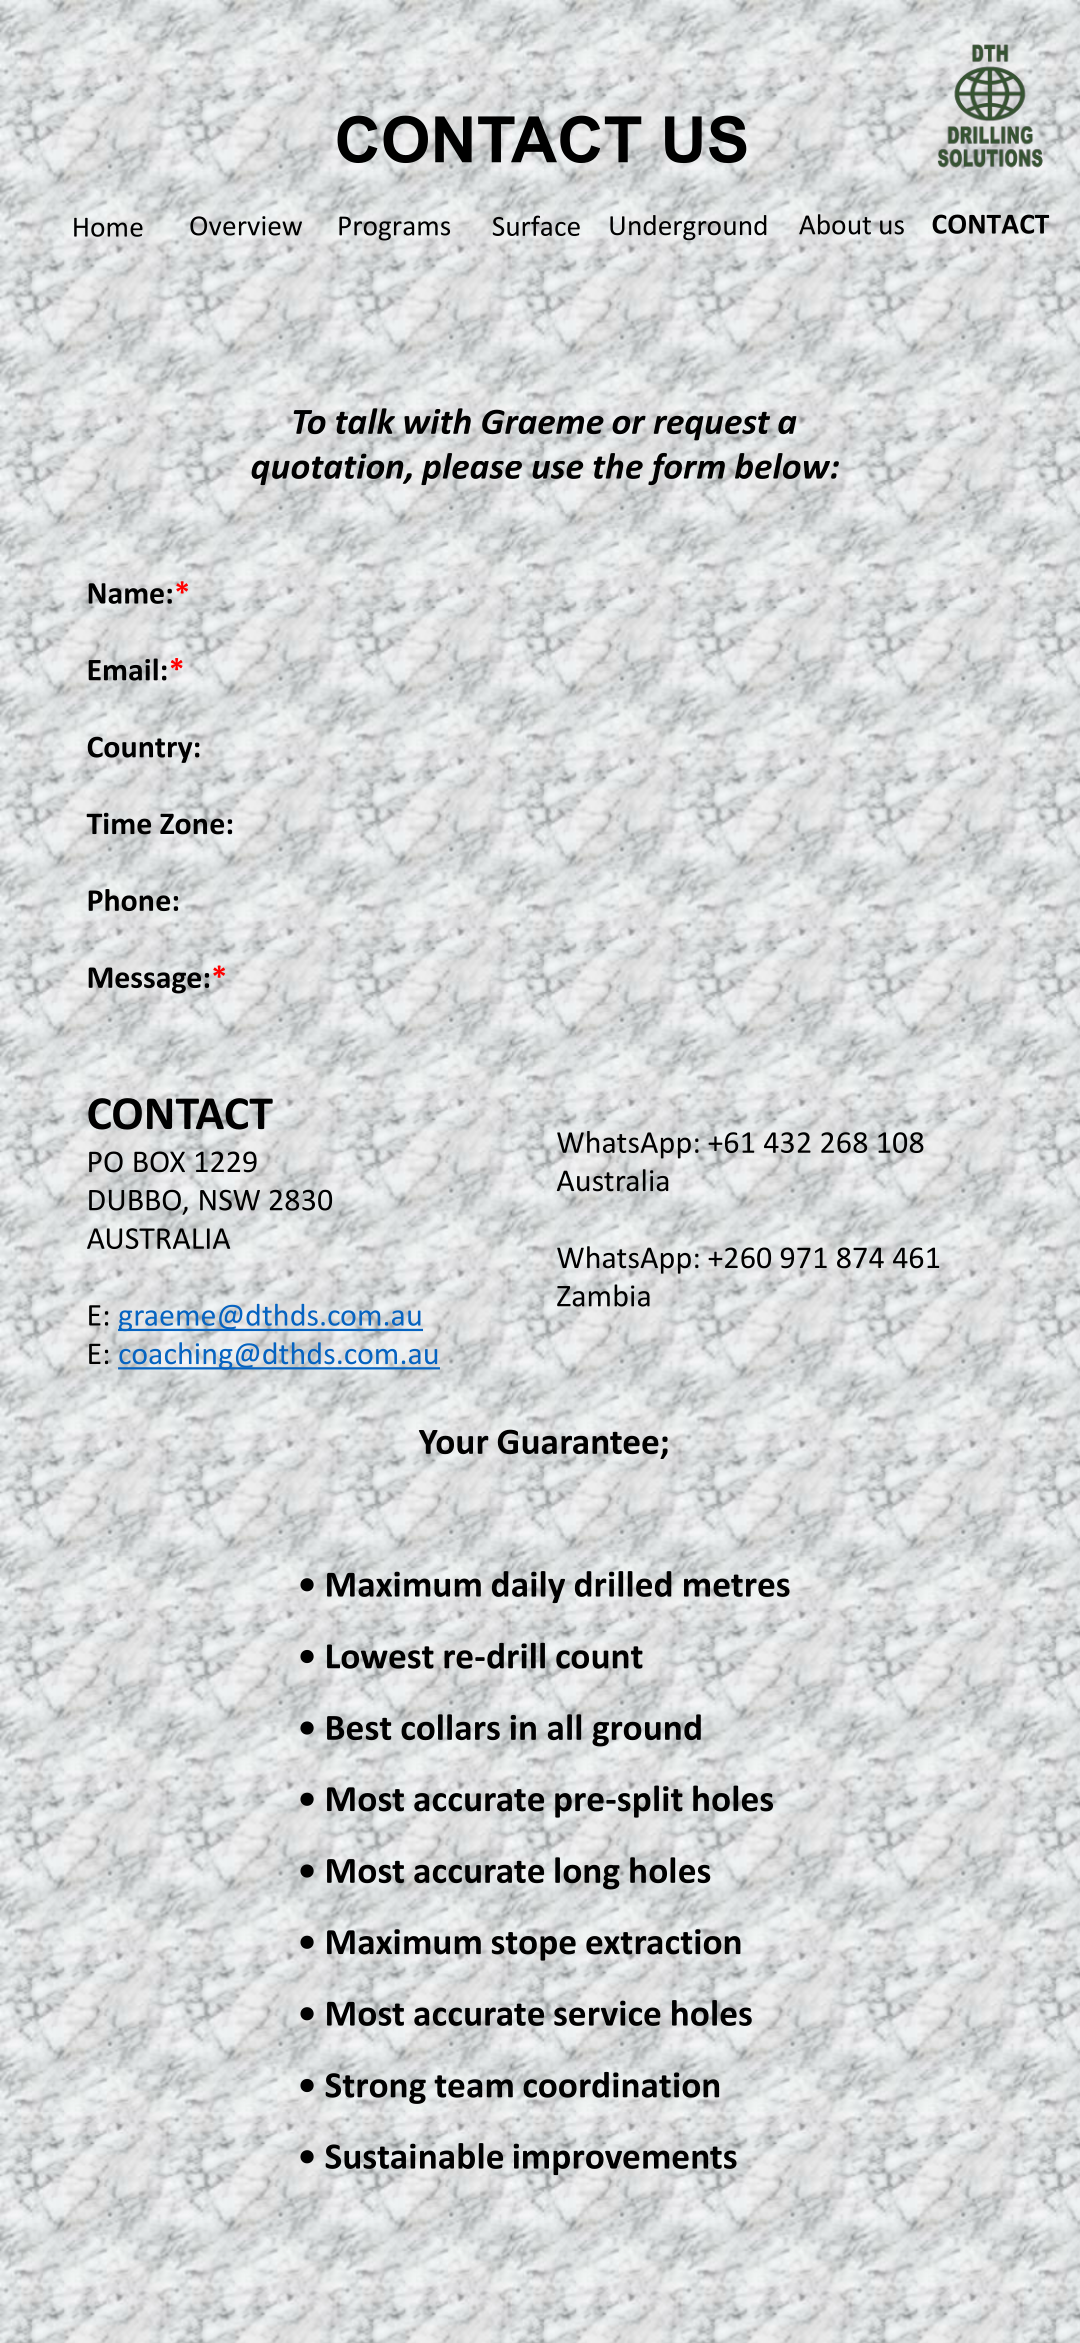 DTH
DRILLING
SOLUTIONS
CONTACT US
Home Overview Programs Surface Underground About us CONTACT
To talk with Graeme or request a
quotation, please use the form below:
Name:*
Email:*
Country:
Time Zone:
Phone:
Message:*
CONTACT
PO BOX 1229
DUBBO, NSW 2830
AUSTRALIA
E: graeme@dthds.com.au
E: coaching@dthds.com.au
WhatsApp: +61 432 268 108
Australia
WhatsApp: +260 971 874 461
Zambia
Your Guarantee;
• Maximum daily drilled metres
• Lowest re-drill count
• Best collars in all ground
• Most accurate pre-split holes
• Most accurate long holes
• Maximum stope extraction
• Most accurate service holes
• Strong team coordination
• Sustainable improvements